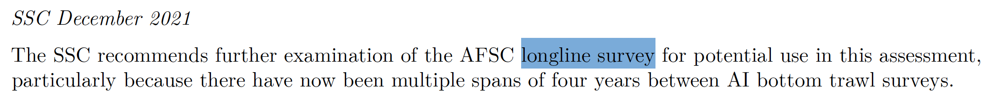 SSC December 2021
The SSC recommends further examination of the AFSC longline survey for potential use in this assessment,
particularly because there have now been multiple spans of four years between AI bottom trawl surveys.